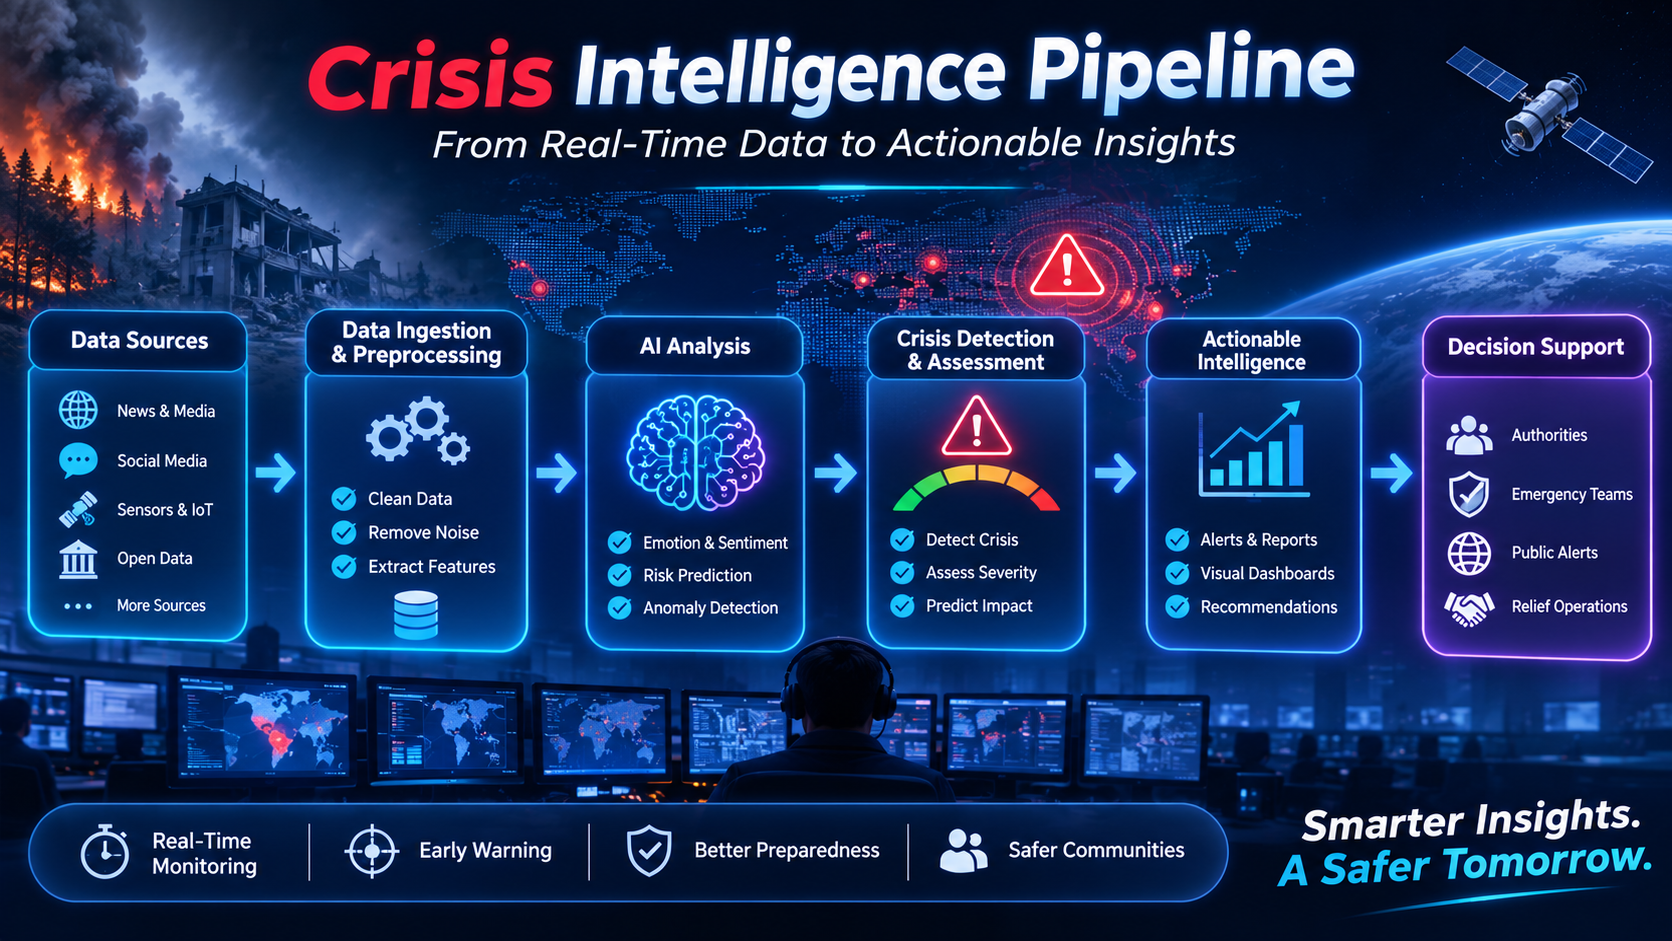 Crisis Intelligence Pipeline
From Real-Time Data to Actionable Insights
Data Sources
News & Media
Social Media
Sensors & IoT
Open Data
More Sources
Data Ingestion
& Preprocessing
Clean Data
Remove Noise
Extract Features
AI Analysis
Emotion & Sentiment
Risk Prediction
Anomaly Detection
Crisis Detection
& Assessment
Detect Crisis
Assess Severity
Predict Impact
Actionable
Intelligence
Alerts & Reports
Visual Dashboards
Recommendations
Decision Support
Authorities
Emergency Teams
Public Alerts
Relief Operations
Real-Time
Monitoring
Early Warning
Better Preparedness
Safer Communities
Smarter Insights.
A Safer Tomorrow.